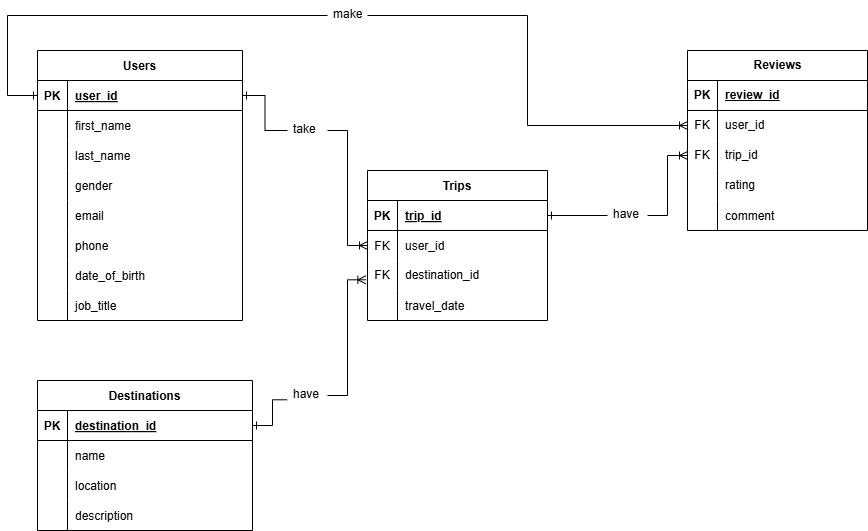 make
Users
PK user_id
first_name
last_name
gender
email
phone
date_of_birth
job_title
take
Reviews
PK review_id
FK user_id
FK trip_id
rating
comment
Trips
PK trip_id
FK user_id
FK destination_id
travel_date
have
have
Destinations
PK destination_id
name
location
description